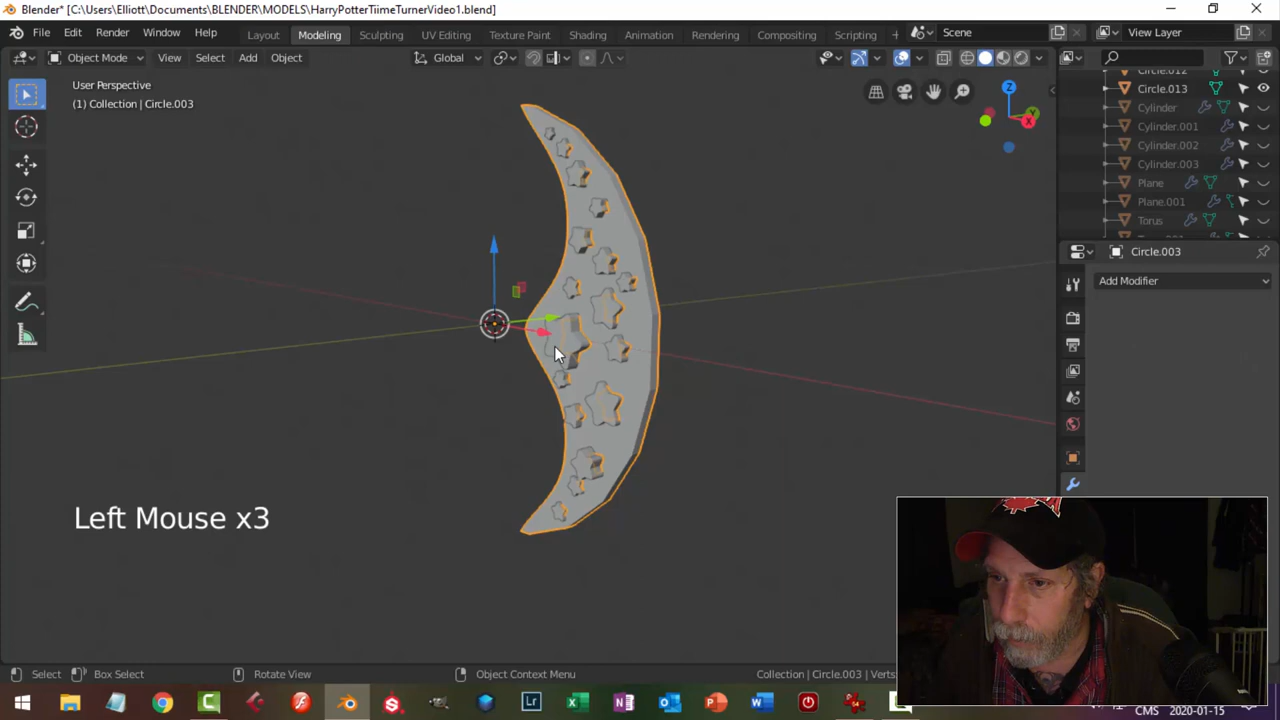 Blender* [C:\Users\Elliott\Documents\BLENDER\MODELS\HarryPotterTiimeTurnerVideo1.blend]
File Edit Render Window Help Layout Modeling Sculpting UV Editing Texture Paint Shading Animation Rendering Compositing Scripting + Scene View Layer
Object Mode View Select Add Object Global
User Perspective
(1) Collection | Circle.003
Z
Y
X
Circle.012
Circle.013
Cylinder
Cylinder.001
Cylinder.002
Cylinder.003
Plane
Plane.001
Torus
Circle.003
Add Modifier
Left Mouse x3
Select Box Select Rotate View Object Context Menu Collection | Circle.003 | Verts
Lr
CMS 2020-01-15